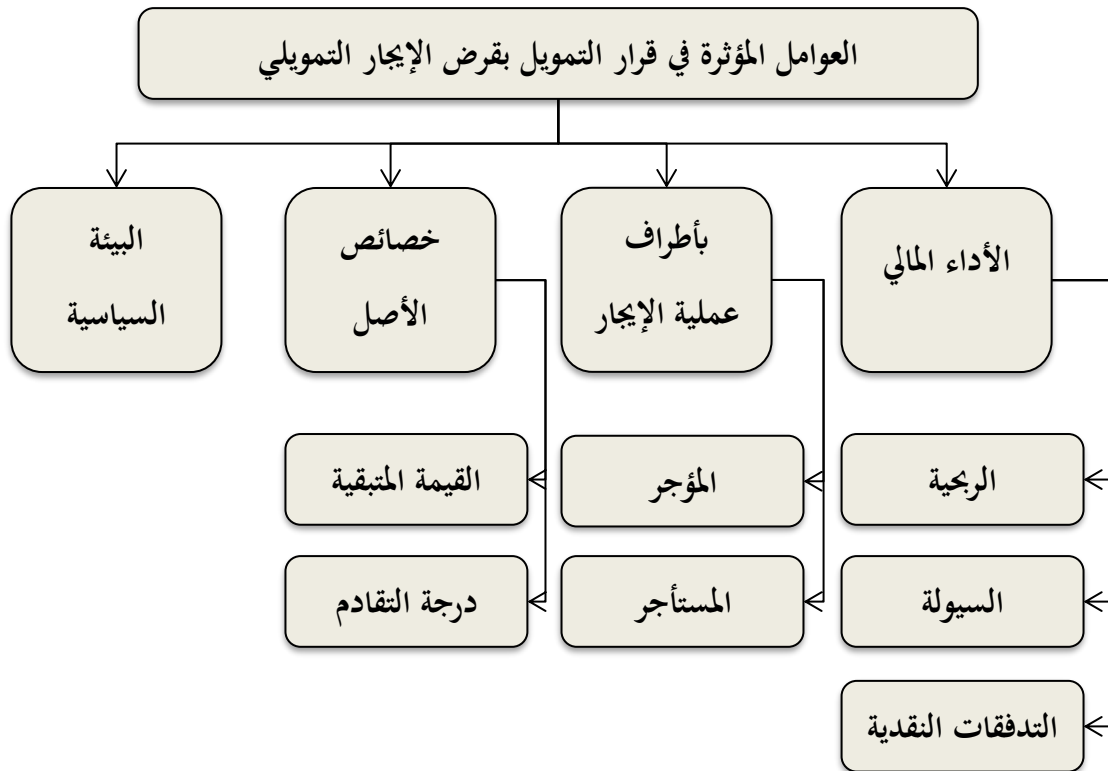 العوامل المؤثرة في قرار التمويل بقرض الإيجار التمويلي
الأداء المالي
بأطراف
عملية الإيجار
خصائص
الأصل
البيئة
السياسية
الربحية
المؤجر
القيمة المتبقية
السيولة
المستأجر
درجة التقادم
التدفقات النقدية